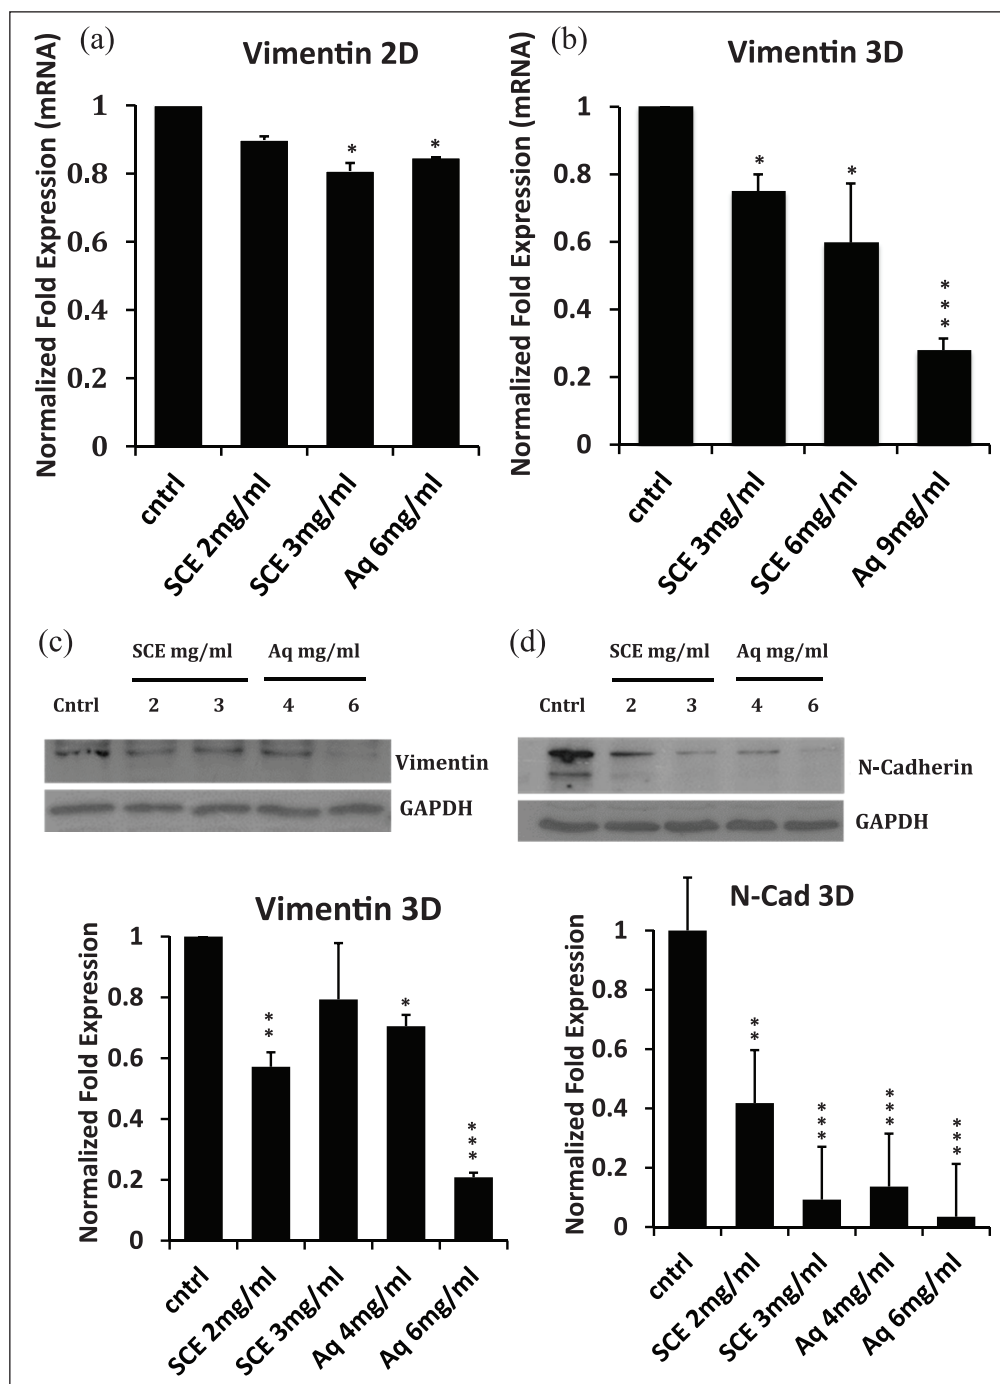 (a)
Vimentin 2D
Normalized Fold Expression (mRNA)
1
0.8
0.6
0.4
0.2
0
*
*
cntrl
SCE 2mg/ml
SCE 3mg/ml
Aq 6mg/ml
(b)
Vimentin 3D
Normalized Fold Expression (mRNA)
1
0.8
0.6
0.4
0.2
0
*
*
***
cntrl
SCE 3mg/ml
SCE 6mg/ml
Aq 9mg/ml
(c)
SCE mg/ml Aq mg/ml
Cntrl 2 3 4 6
Vimentin
GAPDH
Vimentin 3D
Normalized Fold Expression
1
0.8
0.6
0.4
0.2
0
**
*
***
cntrl
SCE 2mg/ml
SCE 3mg/ml
Aq 4mg/ml
Aq 6mg/ml
(d)
SCE mg/ml Aq mg/ml
Cntrl 2 3 4 6
N-Cadherin
GAPDH
N-Cad 3D
Normalized Fold Expression
1
0.8
0.6
0.4
0.2
0
**
***
***
***
cntrl
SCE 2mg/ml
SCE 3mg/ml
Aq 4mg/ml
Aq 6mg/ml